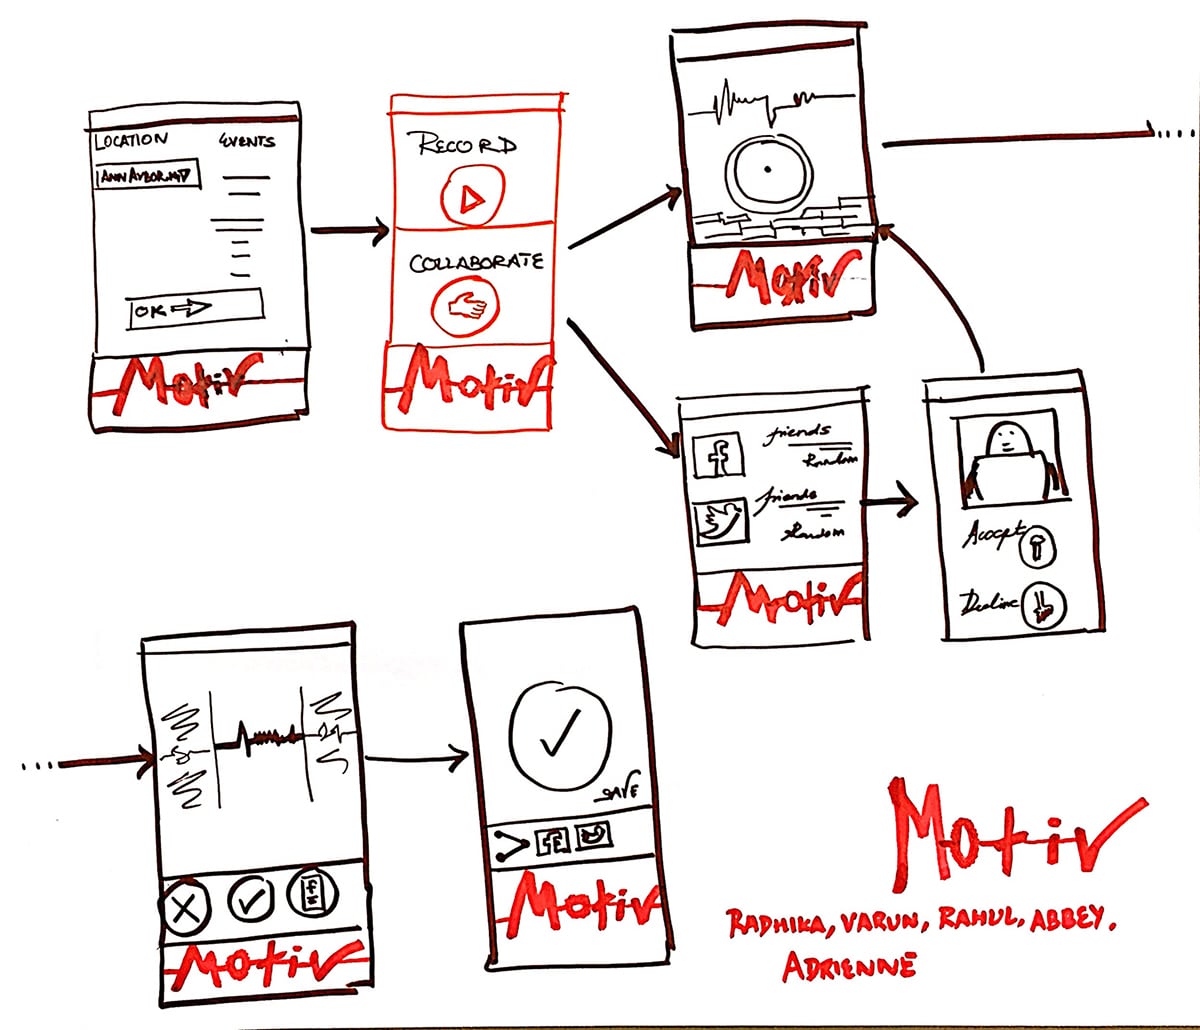 LOCATION
EVENTS
ANN ARBOR.MI
OK
Motiv
RECORD
COLLABORATE
Motiv
Motiv
f
friends
Random
friends
Random
Motiv
Accept
Decline
f
Motiv
SAVE
f
Motiv
Motiv
RADHIKA, VARUN, RAHUL, ABBEY.
ADRIENNE